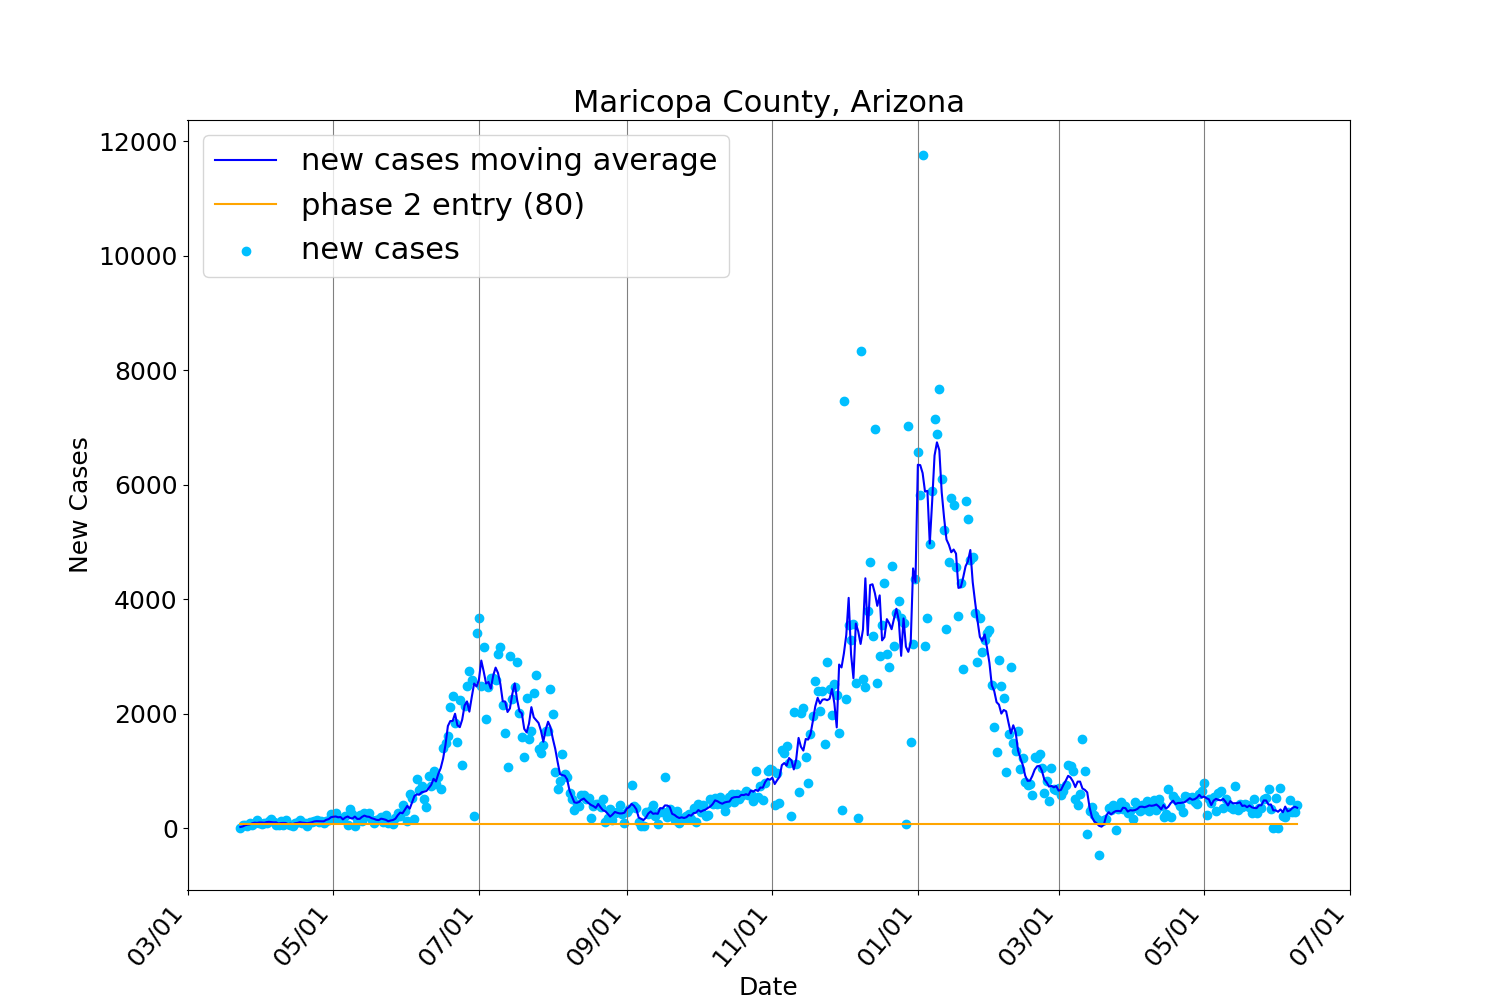 Maricopa County, Arizona
new cases moving average
phase 2 entry (80)
new cases
12000
10000
8000
6000
4000
2000
0
New Cases
03/01 05/01 07/01 09/01 11/01 01/01 03/01 05/01 07/01
Date